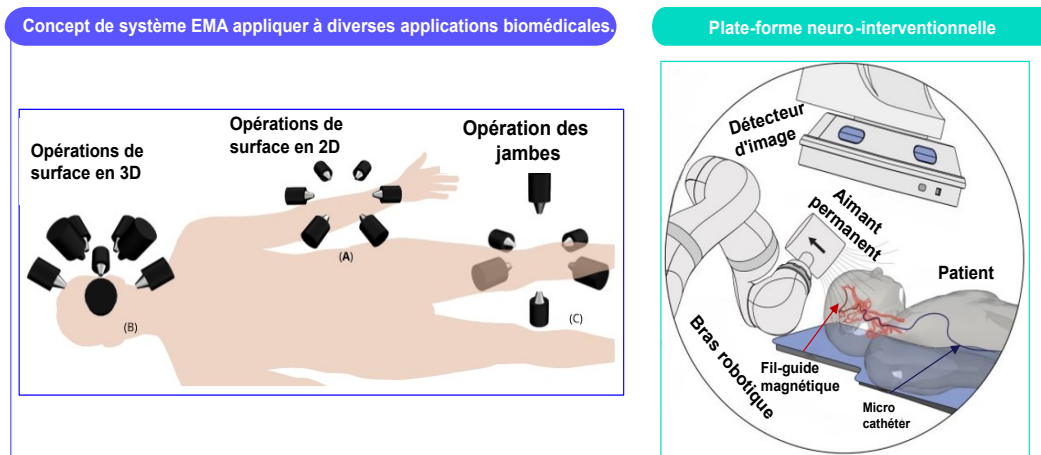 Concept de système EMA appliquer à diverses applications biomédicales.
Plate-forme neuro-interventionnelle
Opérations de
surface en 3D
Opérations de
surface en 2D
Opération des
jambes
(A)
(B)
(C)
Détecteur
d'image
Aimant
permanent
Patient
Bras robotique
Fil-guide
magnétique
Micro
cathéter